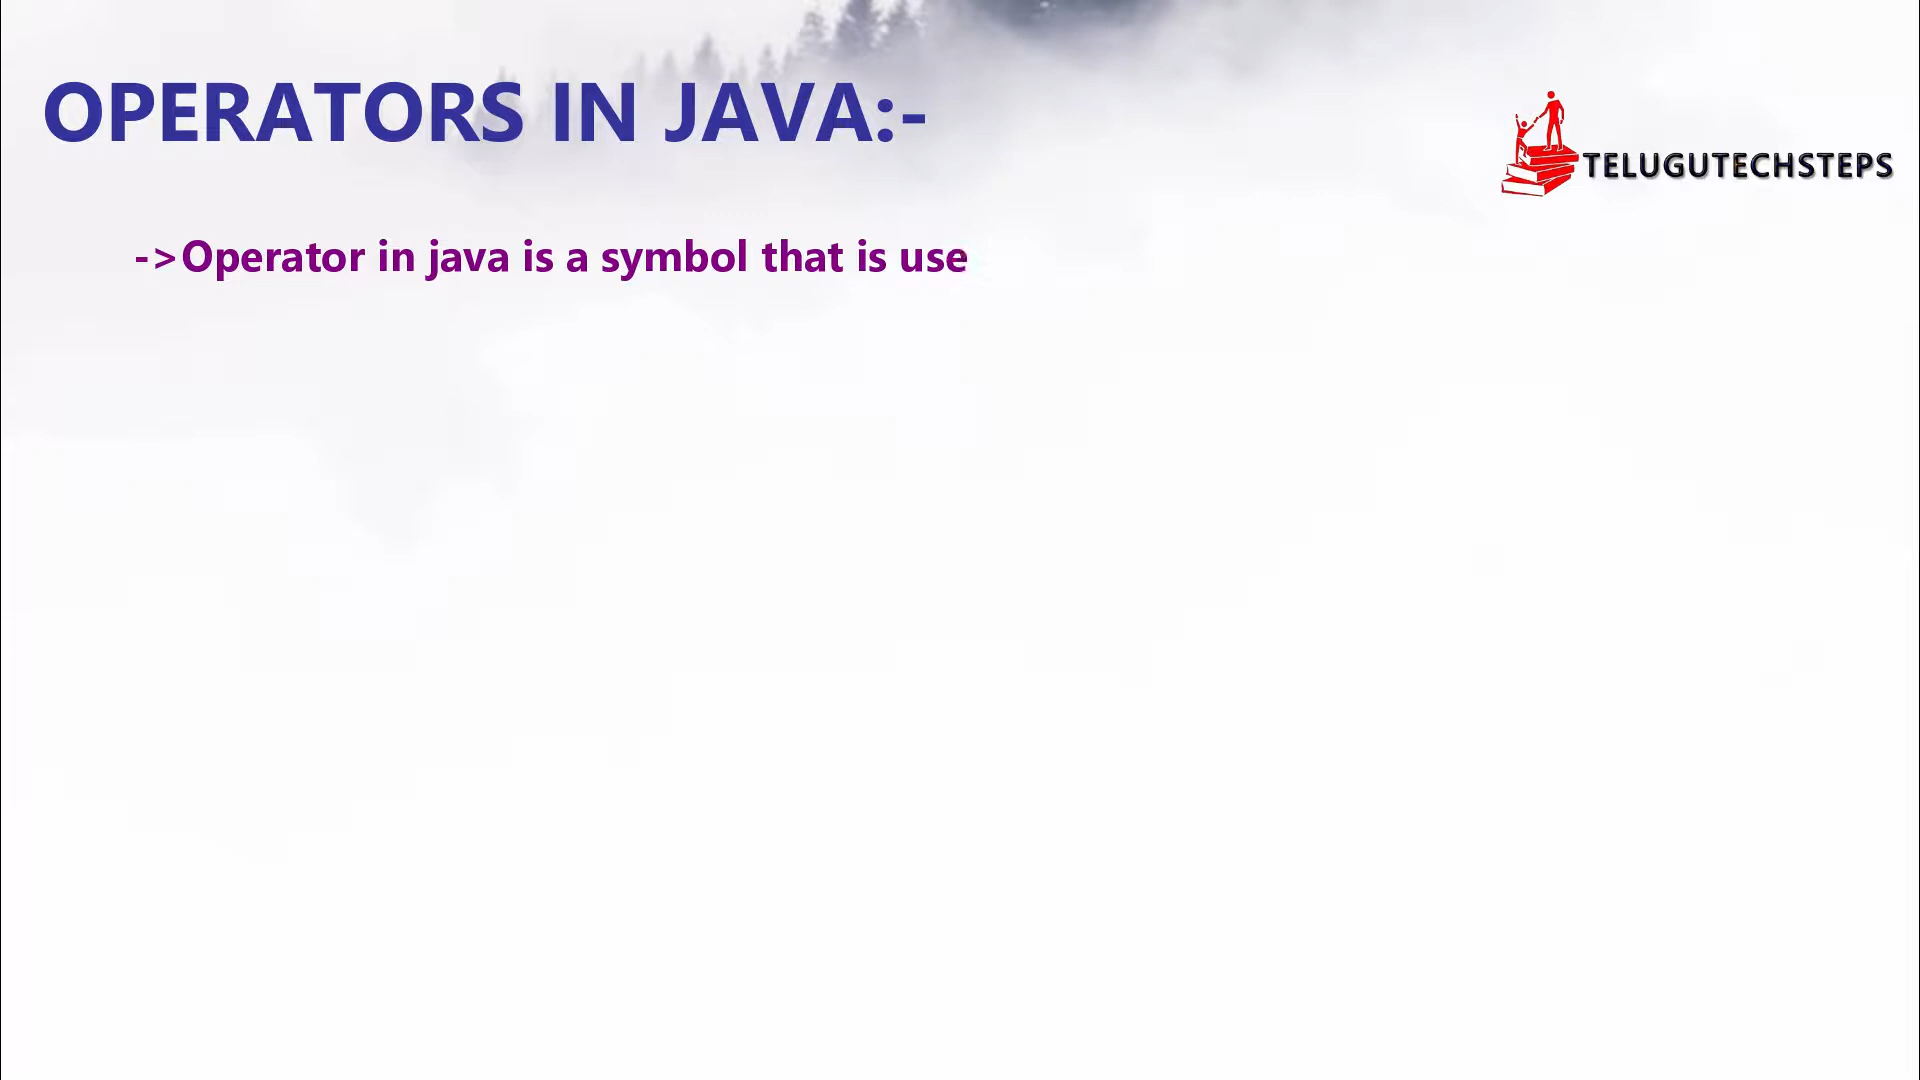 OPERATORS IN JAVA:-
TELUGUTECHSTEPS
->Operator in java is a symbol that is use